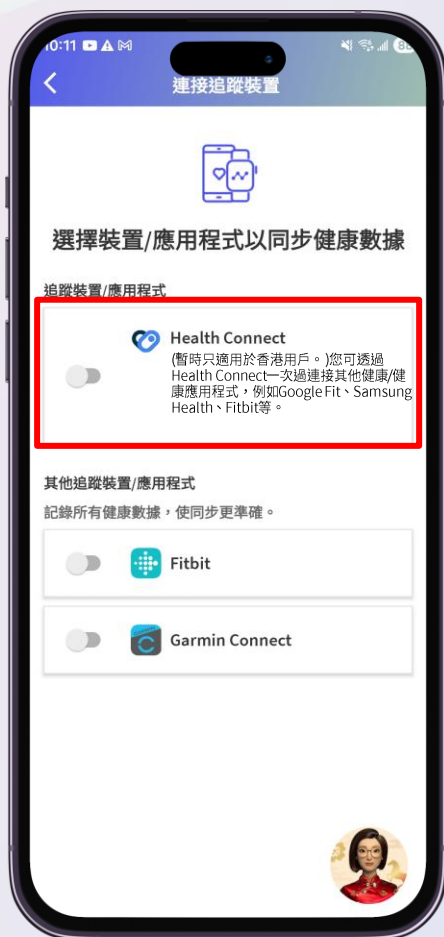 10:11
連接追蹤裝置
選擇裝置/應用程式以同步健康數據
追蹤裝置/應用程式
Health Connect
(暫時只適用於香港用戶。)您可透過
Health Connect一次過連接其他健康/健
康應用程式，例如Google Fit、Samsung
Health、Fitbit等。
其他追蹤裝置/應用程式
記錄所有健康數據，使同步更準確。
Fitbit
Garmin Connect